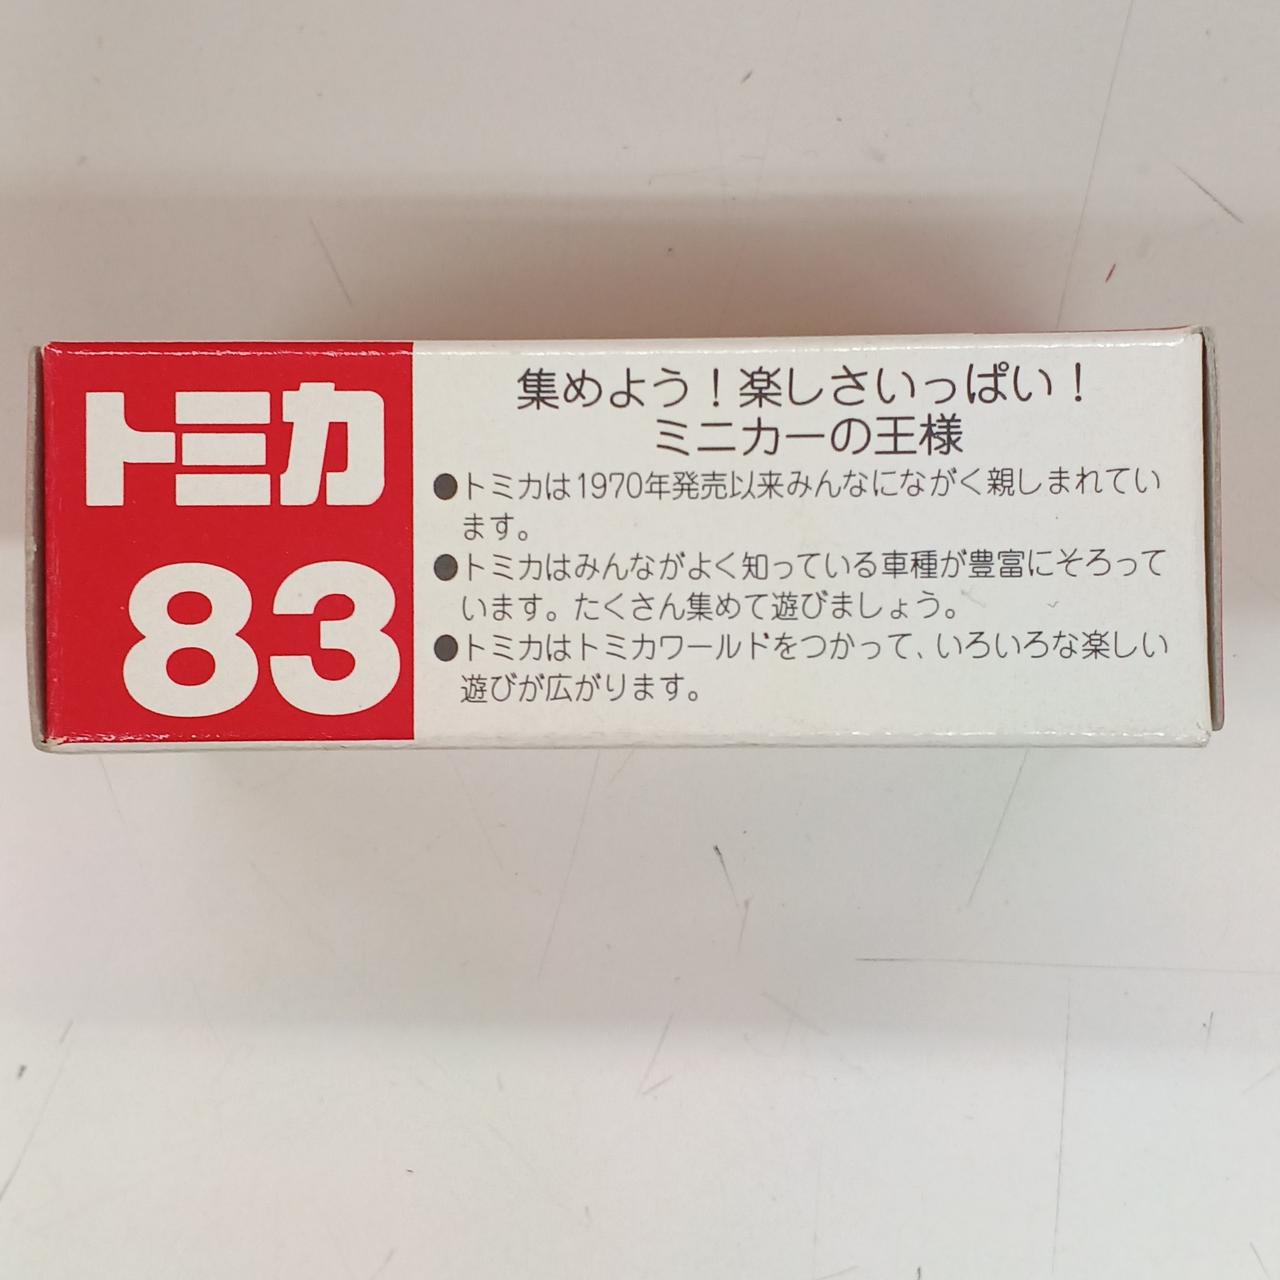 トミカ
83
集めよう！楽しさいっぱい！
ミニカーの王様
●トミカは1970年発売以来みんなにながく親しまれてい
ます。
●トミカはみんながよく知っている車種が豊富にそろって
います。たくさん集めて遊びましょう。
●トミカはトミカワールドをつかって、いろいろな楽しい
遊びが広がります。